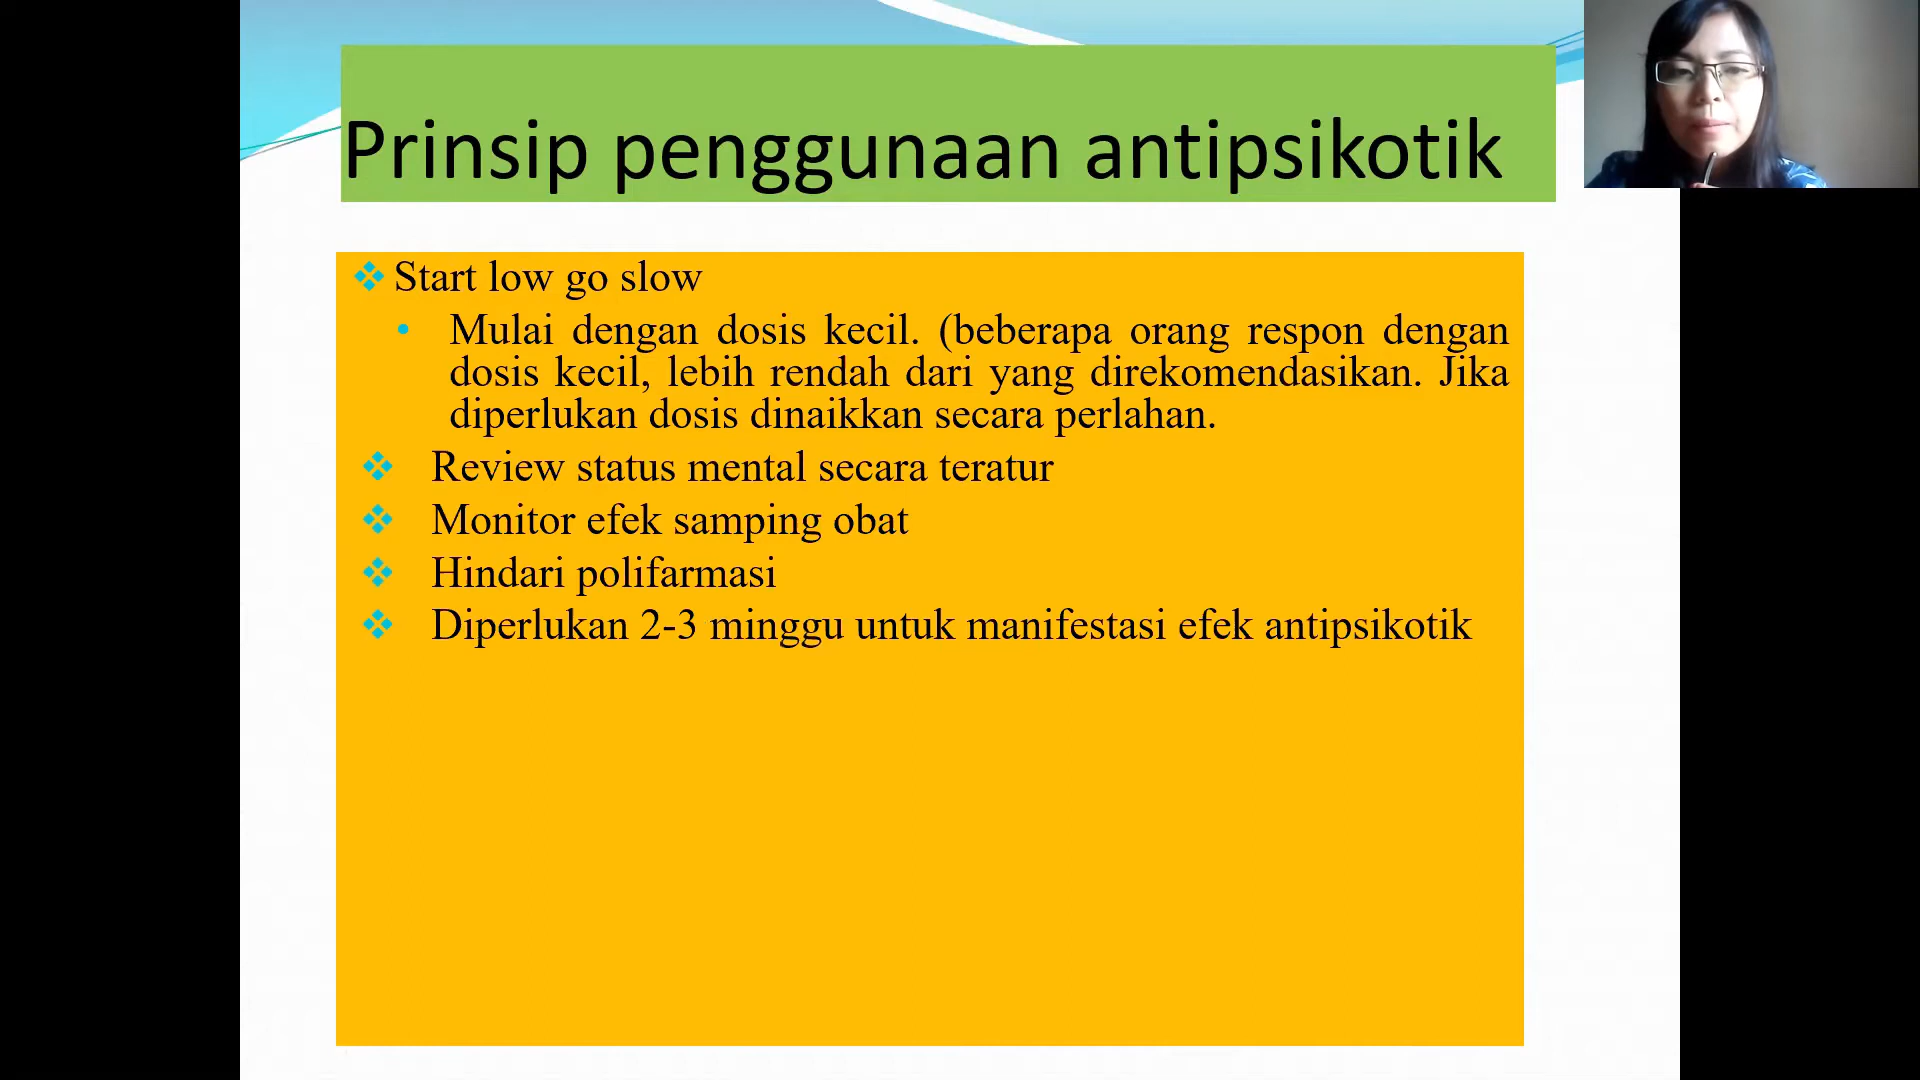 Prinsip penggunaan antipsikotik
Start low go slow
Mulai dengan dosis kecil. (beberapa orang respon dengan
dosis kecil, lebih rendah dari yang direkomendasikan. Jika
diperlukan dosis dinaikkan secara perlahan.
Review status mental secara teratur
Monitor efek samping obat
Hindari polifarmasi
Diperlukan 2-3 minggu untuk manifestasi efek antipsikotik